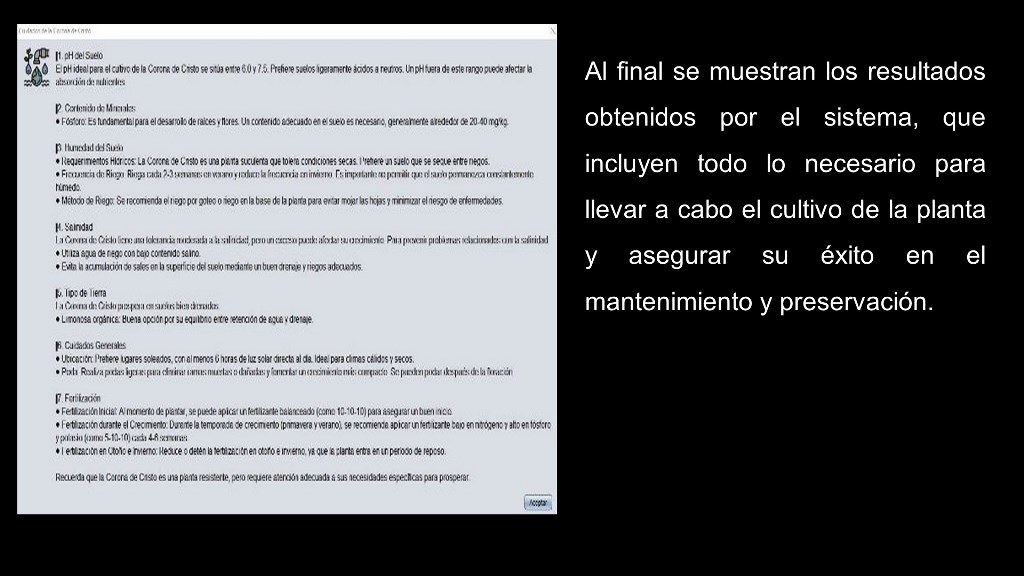 Cuidados de la Corona de Cristo
1. pH del Suelo
El pH ideal para el cultivo de la Corona de Cristo se sitúa entre 6.0 y 7.5. Prefiere suelos ligeramente ácidos a neutros. Un pH fuera de este rango puede afectar la
absorción de nutrientes.
2. Contenido de Minerales
● Fósforo: Es fundamental para el desarrollo de raíces y flores. Un contenido adecuado en el suelo es necesario, generalmente alrededor de 20-40 mg/kg.
3. Humedad del Suelo
● Requerimientos Hídricos: La Corona de Cristo es una planta suculenta que tolera condiciones secas. Prefiere un suelo que se seque entre riegos.
● Frecuencia de Riego: Riega cada 2-3 semanas en verano y reduce la frecuencia en invierno. Es importante no permitir que el suelo permanezca constantemente
húmedo.
● Método de Riego: Se recomienda el riego por goteo o riego en la base de la planta para evitar mojar las hojas y minimizar el riesgo de enfermedades.
4. Salinidad
La Corona de Cristo tiene una tolerancia moderada a la salinidad, pero un exceso puede afectar su crecimiento. Para prevenir problemas relacionados con la salinidad
● Utiliza agua de riego con bajo contenido salino.
● Evita la acumulación de sales en la superficie del suelo mediante un buen drenaje y riegos adecuados.
5. Tipo de Tierra
La Corona de Cristo prospera en suelos bien drenados
● Limonosa orgánica: Buena opción por su equilibrio entre retención de agua y drenaje.
6. Cuidados Generales
● Ubicación: Prefiere lugares soleados, con al menos 6 horas de luz solar directa al día. Ideal para climas cálidos y secos.
● Poda: Realiza podas ligeras para eliminar ramas muertas o dañadas y fomentar un crecimiento más compacto. Se pueden podar después de la floración
7. Fertilización
● Fertilización Inicial: Al momento de plantar, se puede aplicar un fertilizante balanceado (como 10-10-10) para asegurar un buen inicio.
● Fertilización durante el Crecimiento: Durante la temporada de crecimiento (primavera y verano), se recomienda aplicar un fertilizante bajo en nitrógeno y alto en fósforo
y potasio (como 5-10-10) cada 4-6 semanas.
● Fertilización en Otoño e Invierno: Reduce o detén la fertilización en otoño e invierno, ya que la planta entra en un período de reposo.
Recuerda que la Corona de Cristo es una planta resistente, pero requiere atención adecuada a sus necesidades específicas para prosperar.
Aceptar
Al final se muestran los resultados
obtenidos por el sistema, que
incluyen todo lo necesario para
llevar a cabo el cultivo de la planta
y asegurar su éxito en el
mantenimiento y preservación.